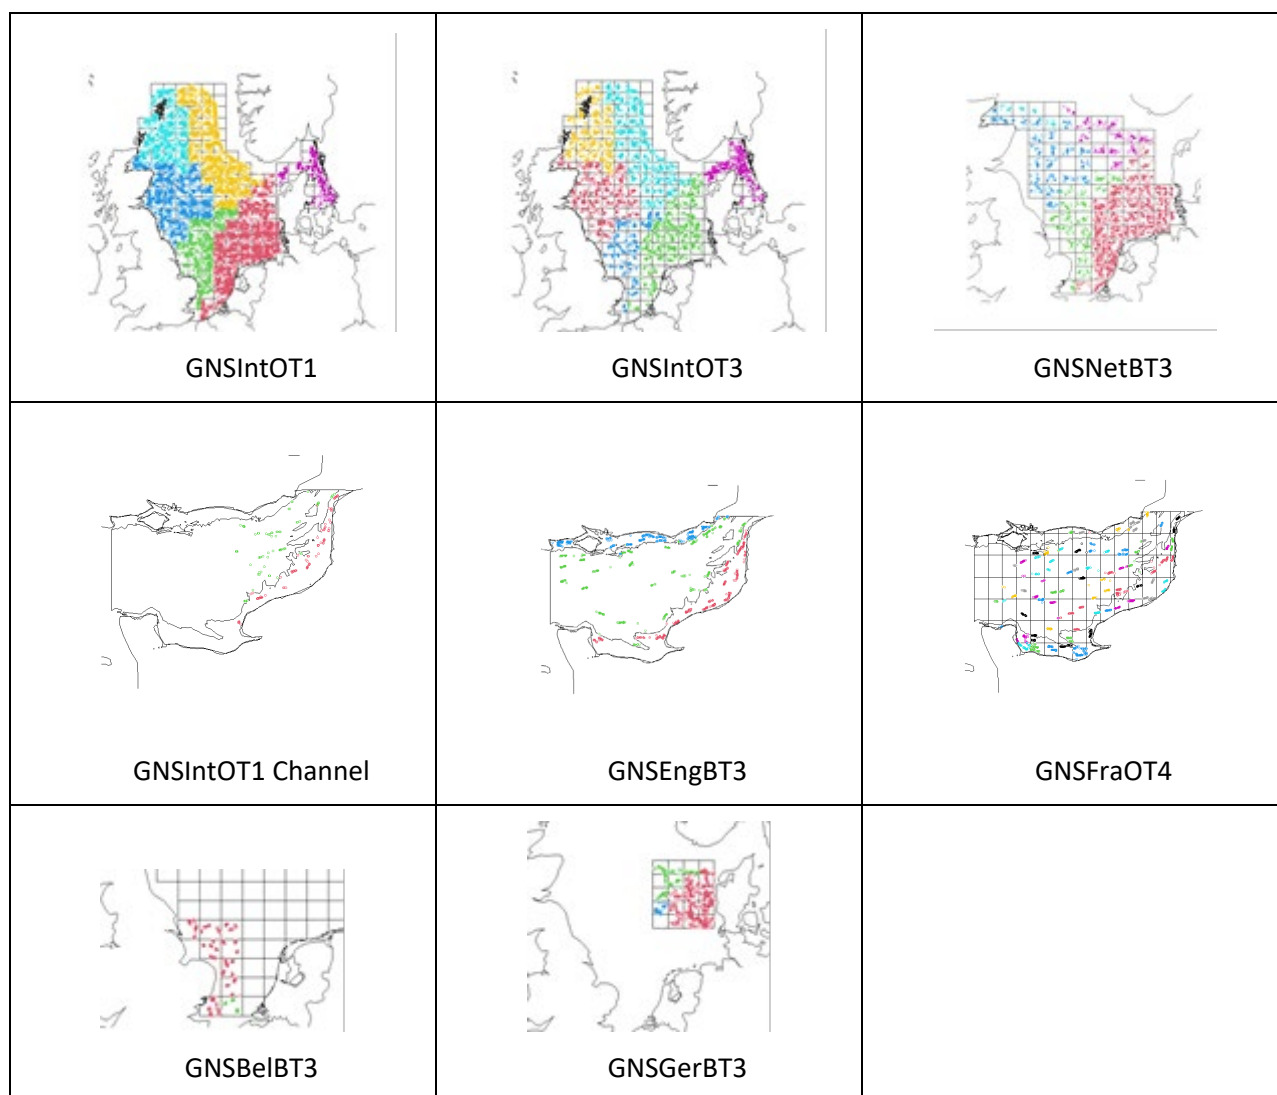 GNSIntOT1
GNSIntOT3
GNSNetBT3
GNSIntOT1 Channel
GNSEngBT3
GNSFraOT4
GNSBelBT3
GNSGerBT3